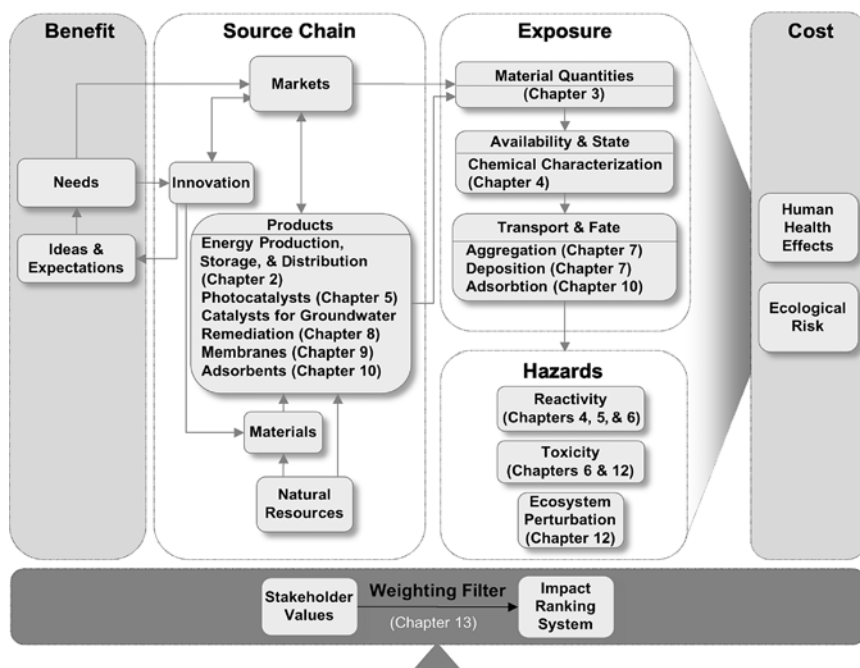 Benefit
Needs
Ideas &
Expectations
Source Chain
Markets
Innovation
Products
Energy Production,
Storage, & Distribution
(Chapter 2)
Photocatalysts (Chapter 5)
Catalysts for Groundwater
Remediation (Chapter 8)
Membranes (Chapter 9)
Adsorbents (Chapter 10)
Materials
Natural
Resources
Exposure
Material Quantities
(Chapter 3)
Availability & State
Chemical Characterization
(Chapter 4)
Transport & Fate
Aggregation (Chapter 7)
Deposition (Chapter 7)
Adsorbtion (Chapter 10)
Hazards
Reactivity
(Chapters 4, 5, & 6)
Toxicity
(Chapters 6 & 12)
Ecosystem
Perturbation
(Chapter 12)
Cost
Human
Health
Effects
Ecological
Risk
Stakeholder
Values
Weighting Filter
(Chapter 13)
Impact
Ranking
System